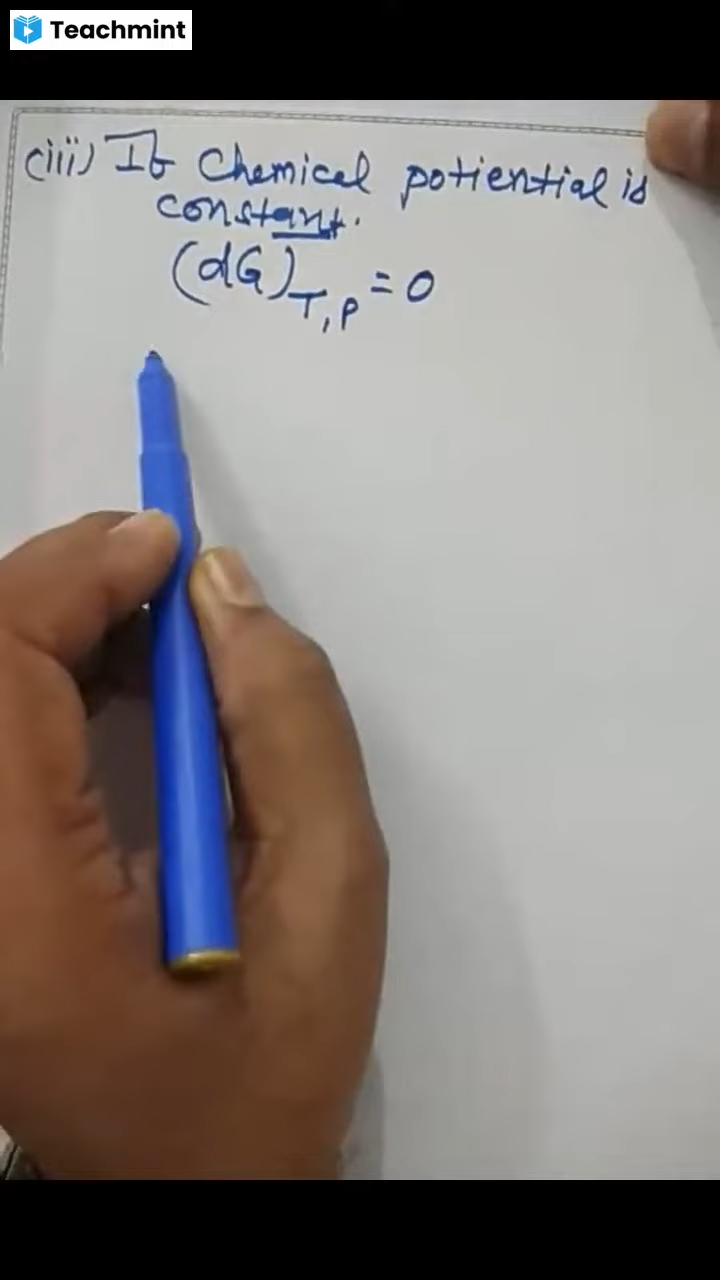 Teachmint
(iii) If Chemical potiential is
constant.
(dG)T,P = 0